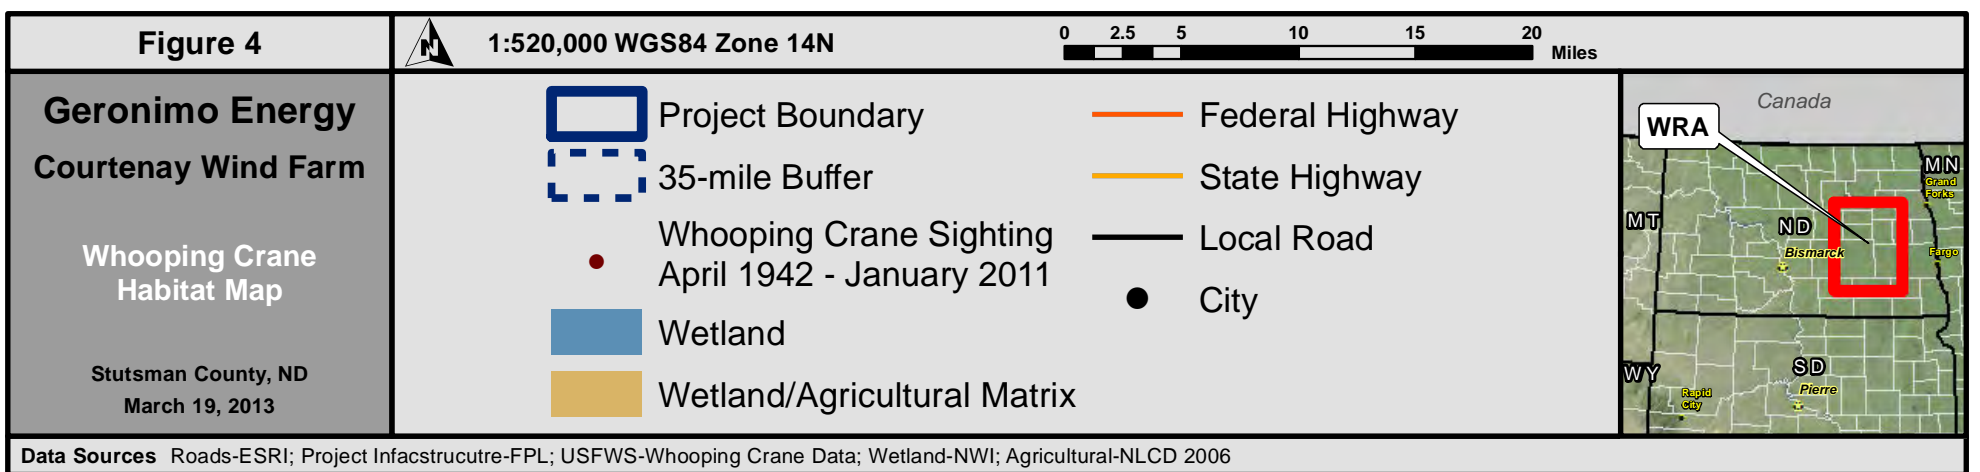 Figure 4
N
1:520,000 WGS84 Zone 14N
0 2.5 5 10 15 20
Miles
Geronimo Energy
Courtenay Wind Farm
Whooping Crane
Habitat Map
Stutsman County, ND
March 19, 2013
Project Boundary
35-mile Buffer
Whooping Crane Sighting
April 1942 - January 2011
Wetland
Wetland/Agricultural Matrix
Federal Highway
State Highway
Local Road
City
Canada
WRA
MN
Grand
Forks
MT
ND
Bismarck
Fargo
SD
WY
Rapid
City
Pierre
Data Sources Roads-ESRI; Project Infacstrucutre-FPL; USFWS-Whooping Crane Data; Wetland-NWI; Agricultural-NLCD 2006